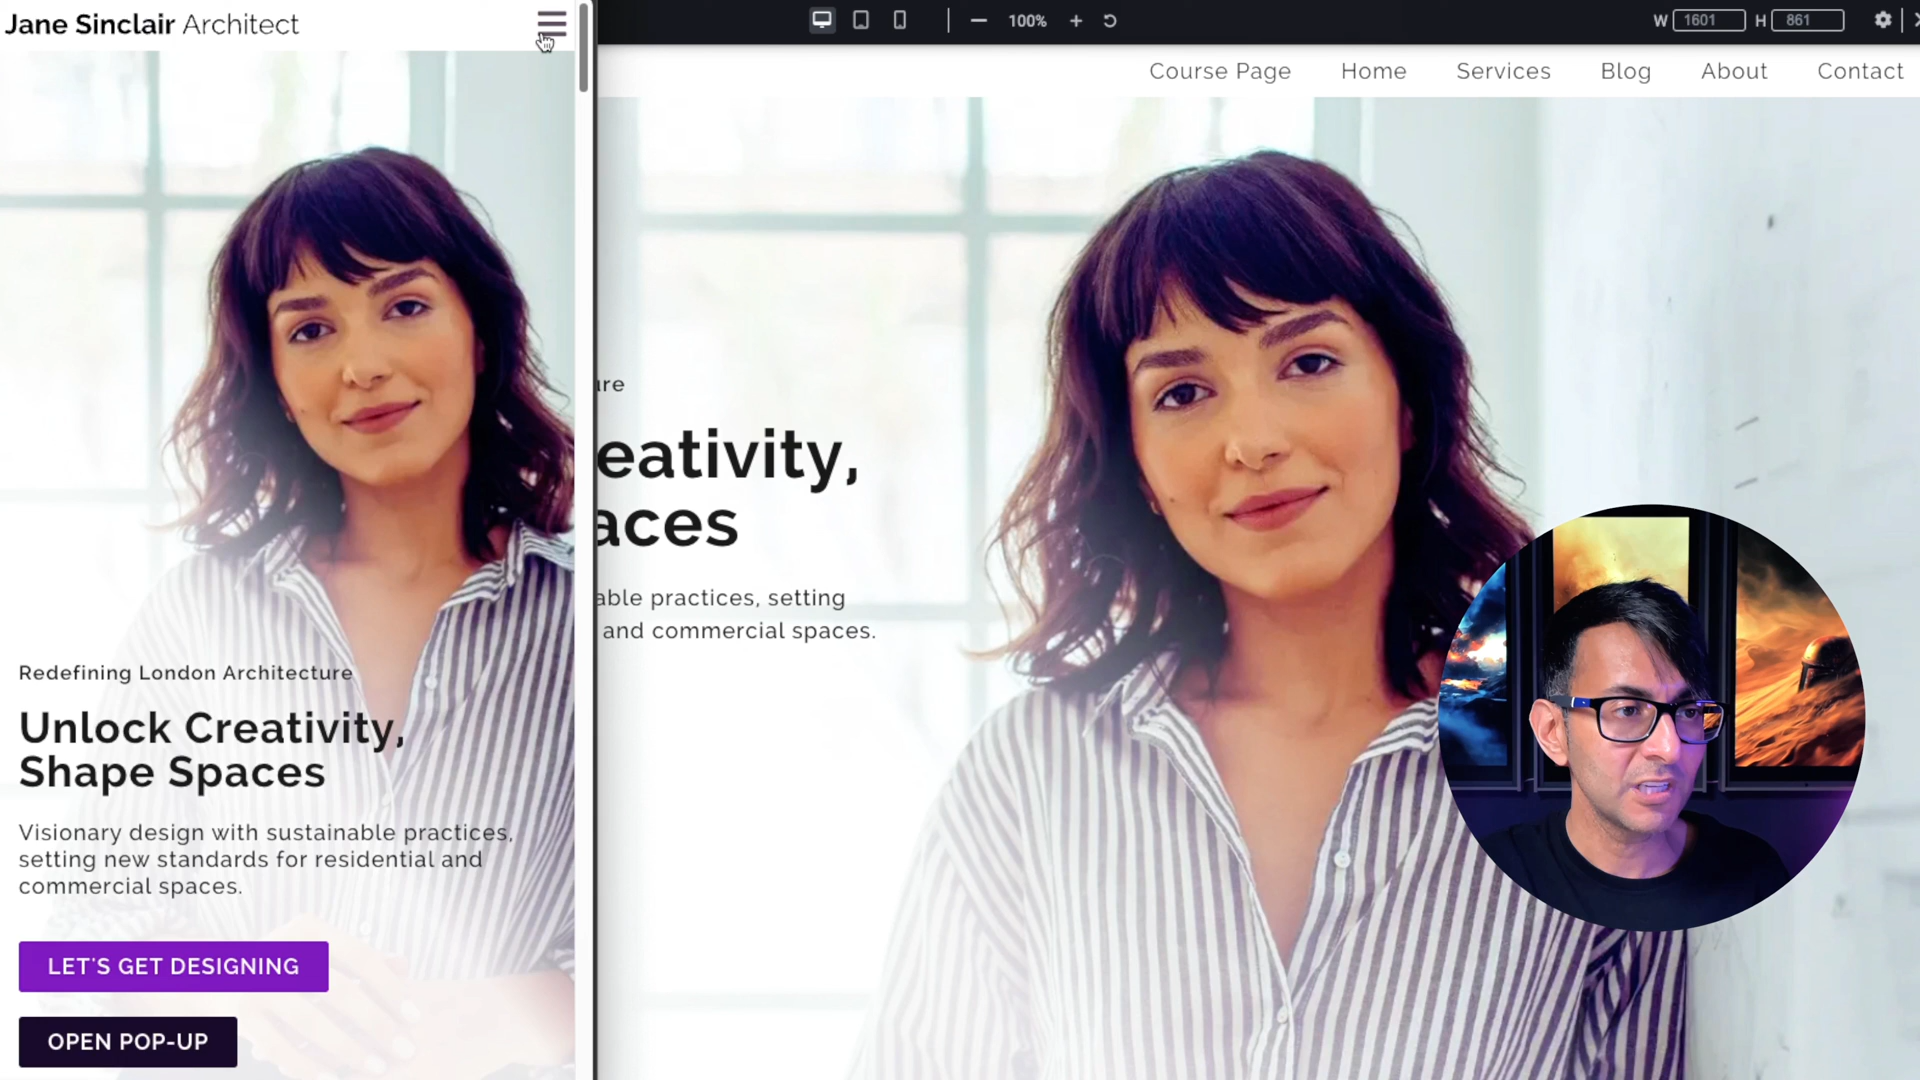 Jane Sinclair Architect
100%
W 1601 H 861
Course Page Home Services Blog About Contact
Redefining London Architecture
Unlock Creativity,
Shape Spaces
Visionary design with sustainable practices,
setting new standards for residential and
commercial spaces.
LET'S GET DESIGNING
OPEN POP-UP
ure
eativity,
aces
able practices, setting
and commercial spaces.